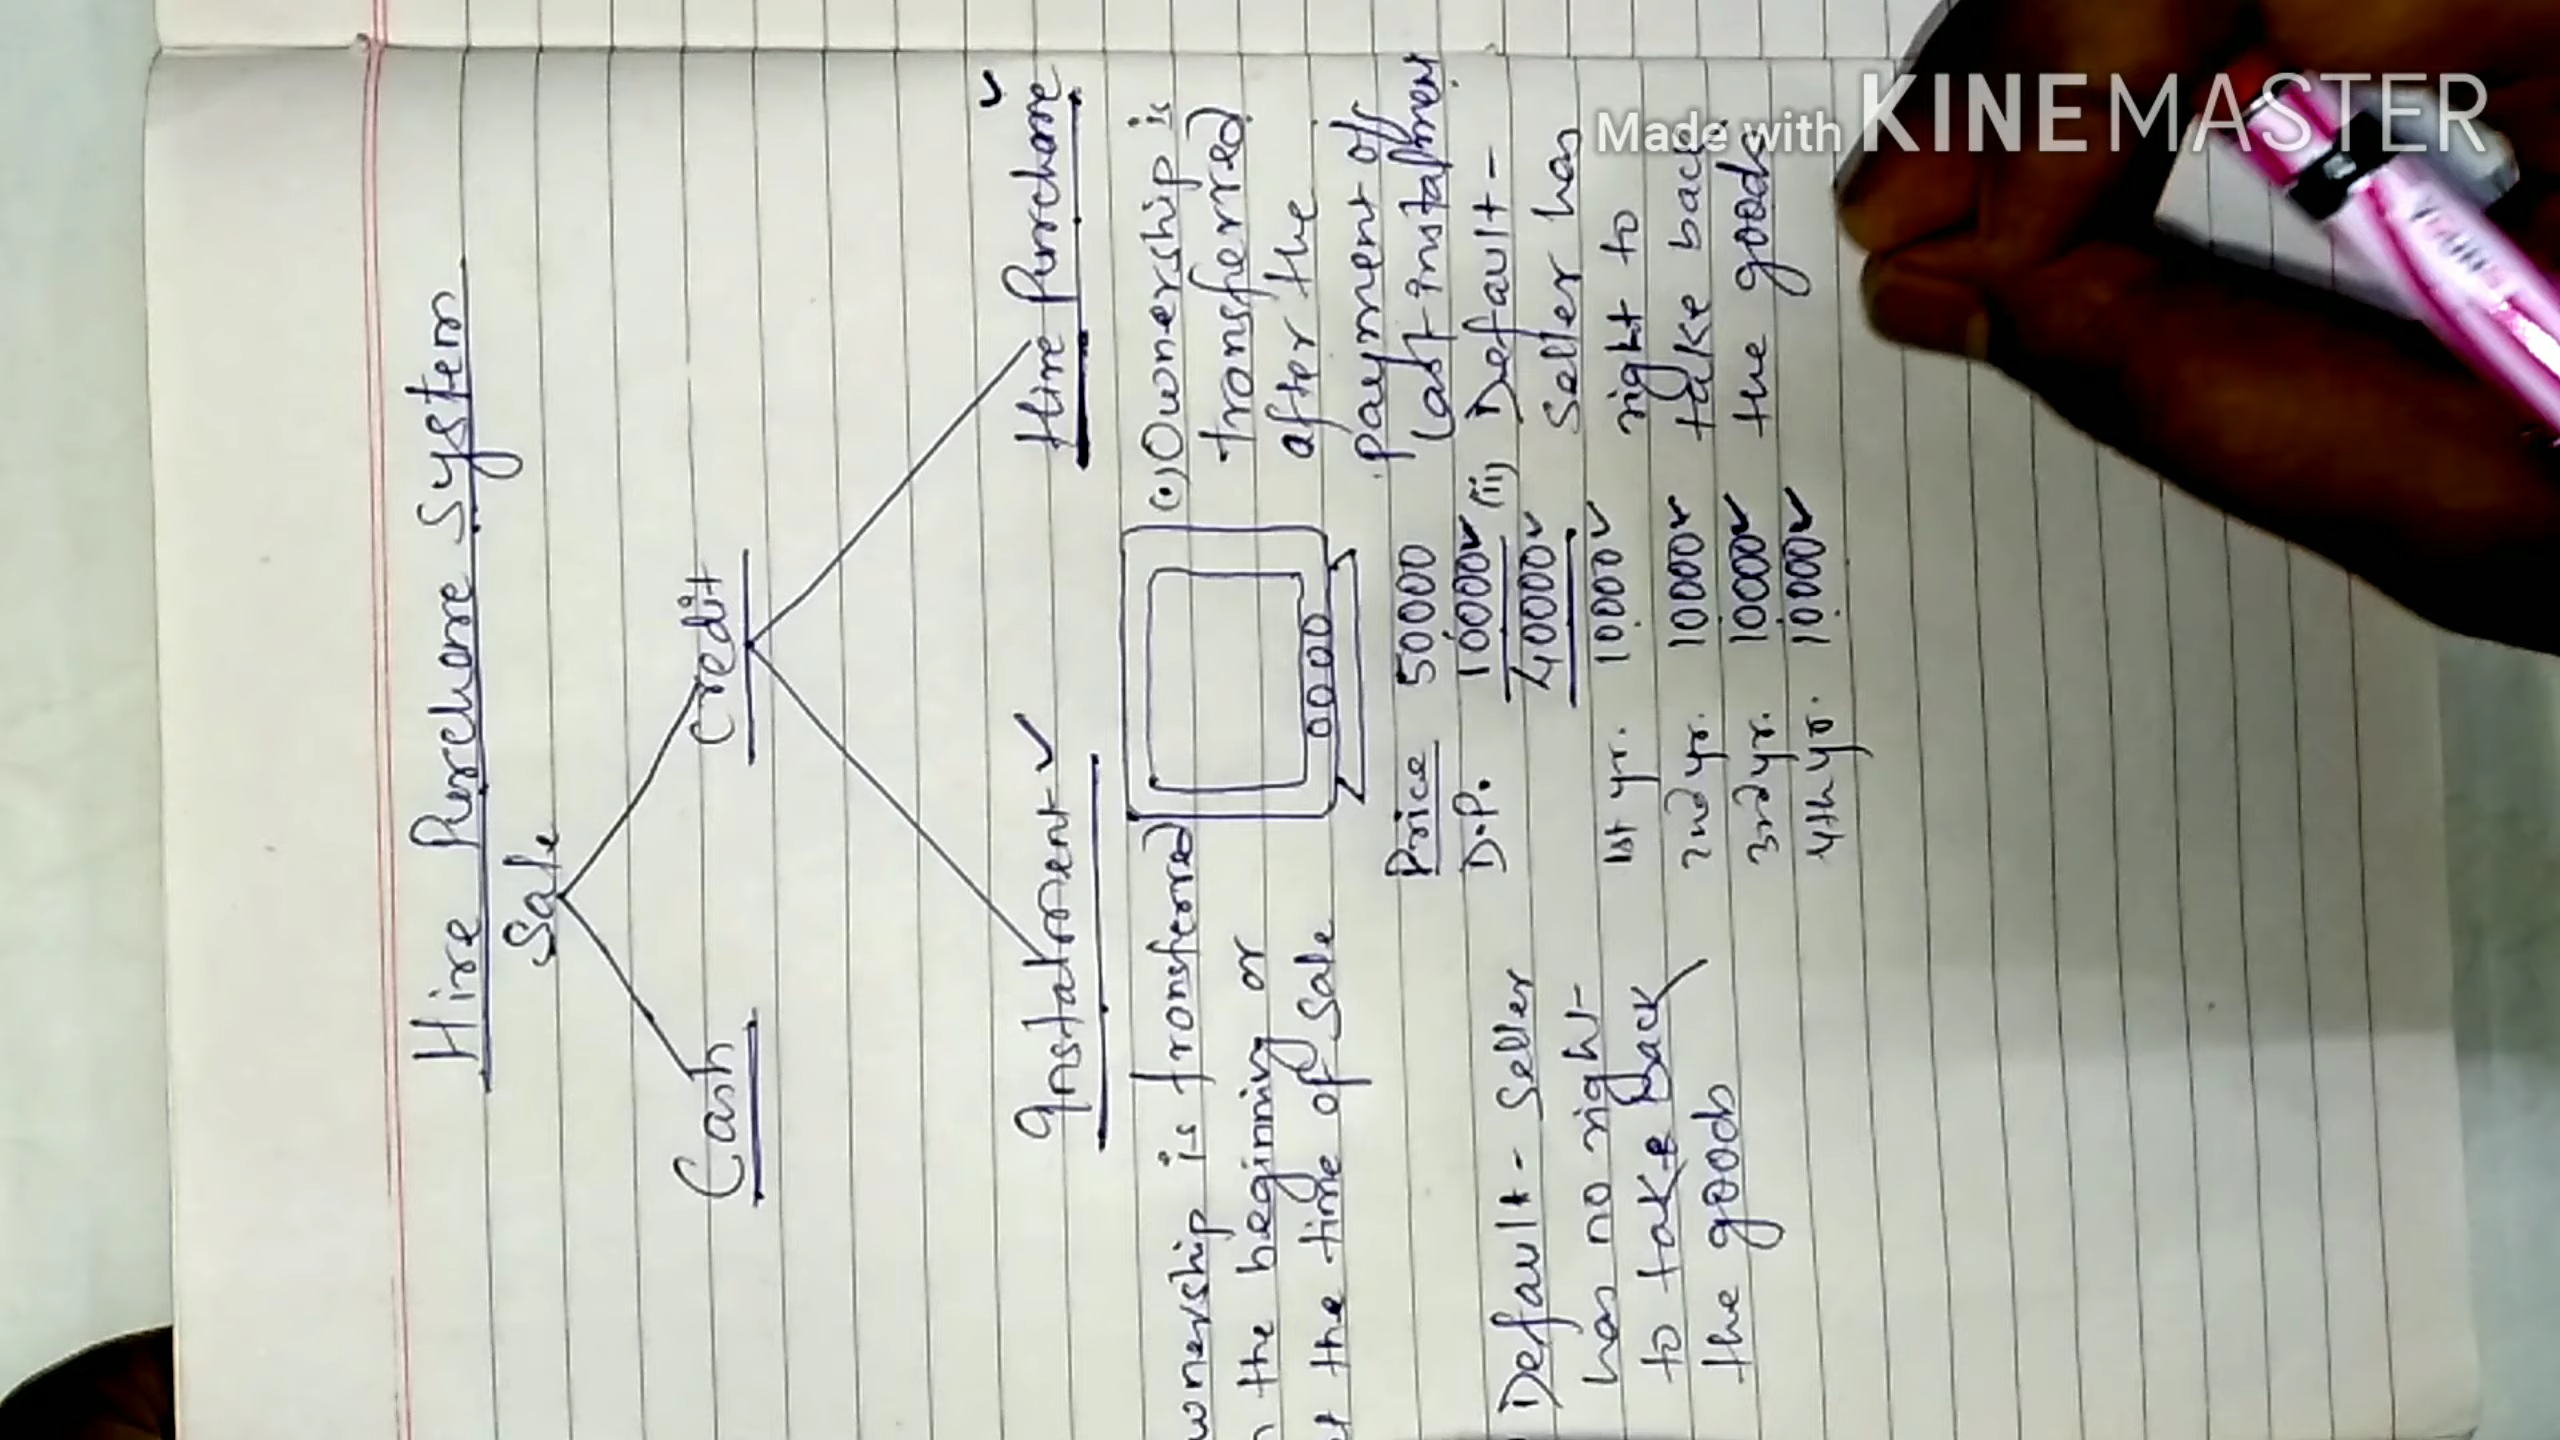 Hire Purchase System
Sale
Cash
Credit
Instalment
Hire Purchase
wnership is transferred
the beginning or
the time of Sale
Default - Seller
has no right
to take Back
the goods
0000
Price 50000
D.P. 10000
40000
1st yr. 10000
2nd yr. 10000
3rd yr. 10000
4th yr. 10000
(i) Ownership is
transferred
after the
payment of
last instalment
(ii) Default -
Seller has
right to
take back
the goods
Made with KINEMASTER